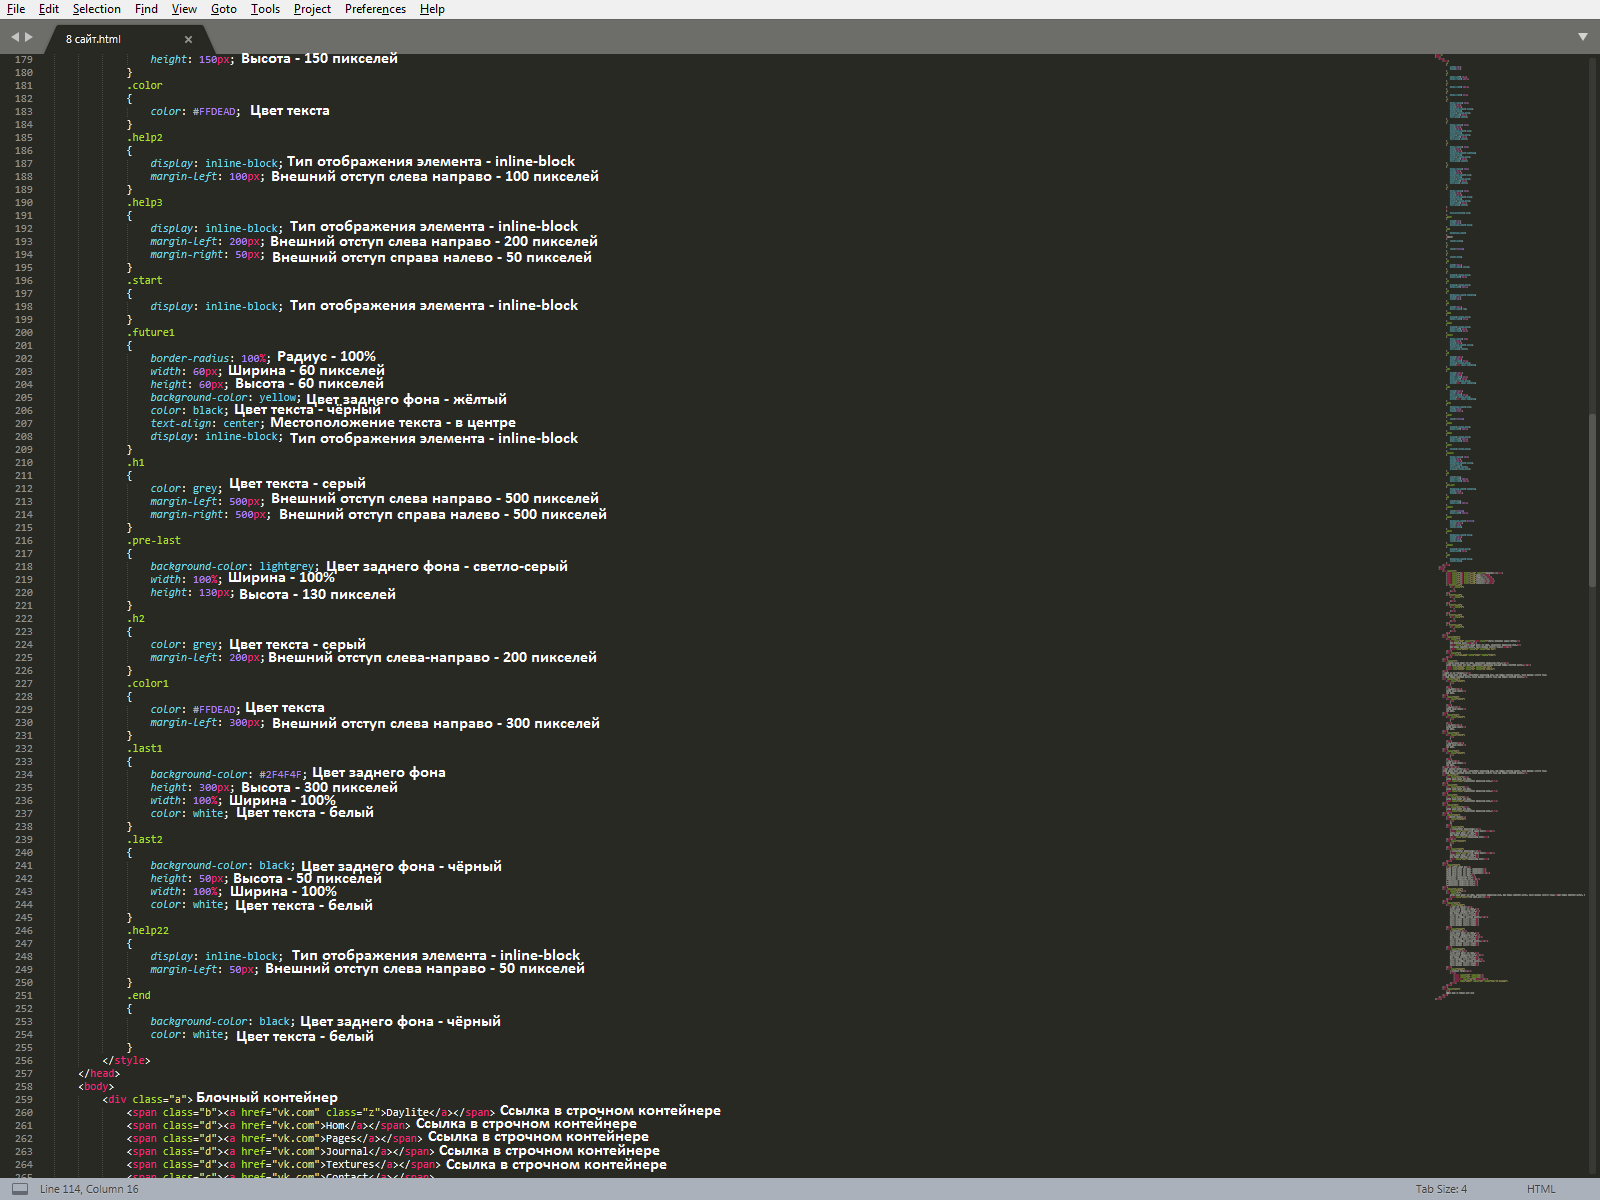 File Edit Selection Find View Goto Tools Project Preferences Help
8 сайт.html ×
179 height: 150px; Высота - 150 пикселей
180 }
181 .color
182 {
183 color: #FFDEAD; Цвет текста
184 }
185 .help2
186 {
187 display: inline-block; Тип отображения элемента - inline-block
188 margin-left: 100px; Внешний отступ слева направо - 100 пикселей
189 }
190 .help3
191 {
192 display: inline-block; Тип отображения элемента - inline-block
193 margin-left: 200px; Внешний отступ слева направо - 200 пикселей
194 margin-right: 50px; Внешний отступ справа налево - 50 пикселей
195 }
196 .start
197 {
198 display: inline-block; Тип отображения элемента - inline-block
199 }
200 .future1
201 {
202 border-radius: 100%; Радиус - 100%
203 width: 60px; Ширина - 60 пикселей
204 height: 60px; Высота - 60 пикселей
205 background-color: yellow; Цвет заднего фона - жёлтый
206 color: black; Цвет текста - чёрный
207 text-align: center; Местоположение текста - в центре
208 display: inline-block; Тип отображения элемента - inline-block
209 }
210 .h1
211 {
212 color: grey; Цвет текста - серый
213 margin-left: 500px; Внешний отступ слева направо - 500 пикселей
214 margin-right: 500px; Внешний отступ справа налево - 500 пикселей
215 }
216 .pre-last
217 {
218 background-color: lightgrey; Цвет заднего фона - светло-серый
219 width: 100%; Ширина - 100%
220 height: 130px; Высота - 130 пикселей
221 }
222 .h2
223 {
224 color: grey; Цвет текста - серый
225 margin-left: 200px; Внешний отступ слева-направо - 200 пикселей
226 }
227 .color1
228 {
229 color: #FFDEAD; Цвет текста
230 margin-left: 300px; Внешний отступ слева направо - 300 пикселей
231 }
232 .last1
233 {
234 background-color: #2F4F4F; Цвет заднего фона
235 height: 300px; Высота - 300 пикселей
236 width: 100%; Ширина - 100%
237 color: white; Цвет текста - белый
238 }
239 .last2
240 {
241 background-color: black; Цвет заднего фона - чёрный
242 height: 50px; Высота - 50 пикселей
243 width: 100%; Ширина - 100%
244 color: white; Цвет текста - белый
245 }
246 .help22
247 {
248 display: inline-block; Тип отображения элемента - inline-block
249 margin-left: 50px; Внешний отступ слева направо - 50 пикселей
250 }
251 .end
252 {
253 background-color: black; Цвет заднего фона - чёрный
254 color: white; Цвет текста - белый
255 }
256 </style>
257 </head>
258 <body>
259 <div class="a"> Блочный контейнер
260 <span class="b"><a href="vk.com" class="z">Daylite</a></span> Ссылка в строчном контейнере
261 <span class="d"><a href="vk.com">Hom</a></span> Ссылка в строчном контейнере
262 <span class="d"><a href="vk.com">Pages</a></span> Ссылка в строчном контейнере
263 <span class="d"><a href="vk.com">Journal</a></span> Ссылка в строчном контейнере
264 <span class="d"><a href="vk.com">Textures</a></span> Ссылка в строчном контейнере
265 <span class="c"><a href="vk.com">Contact</a></span>
Line 114, Column 16 Tab Size: 4 HTML